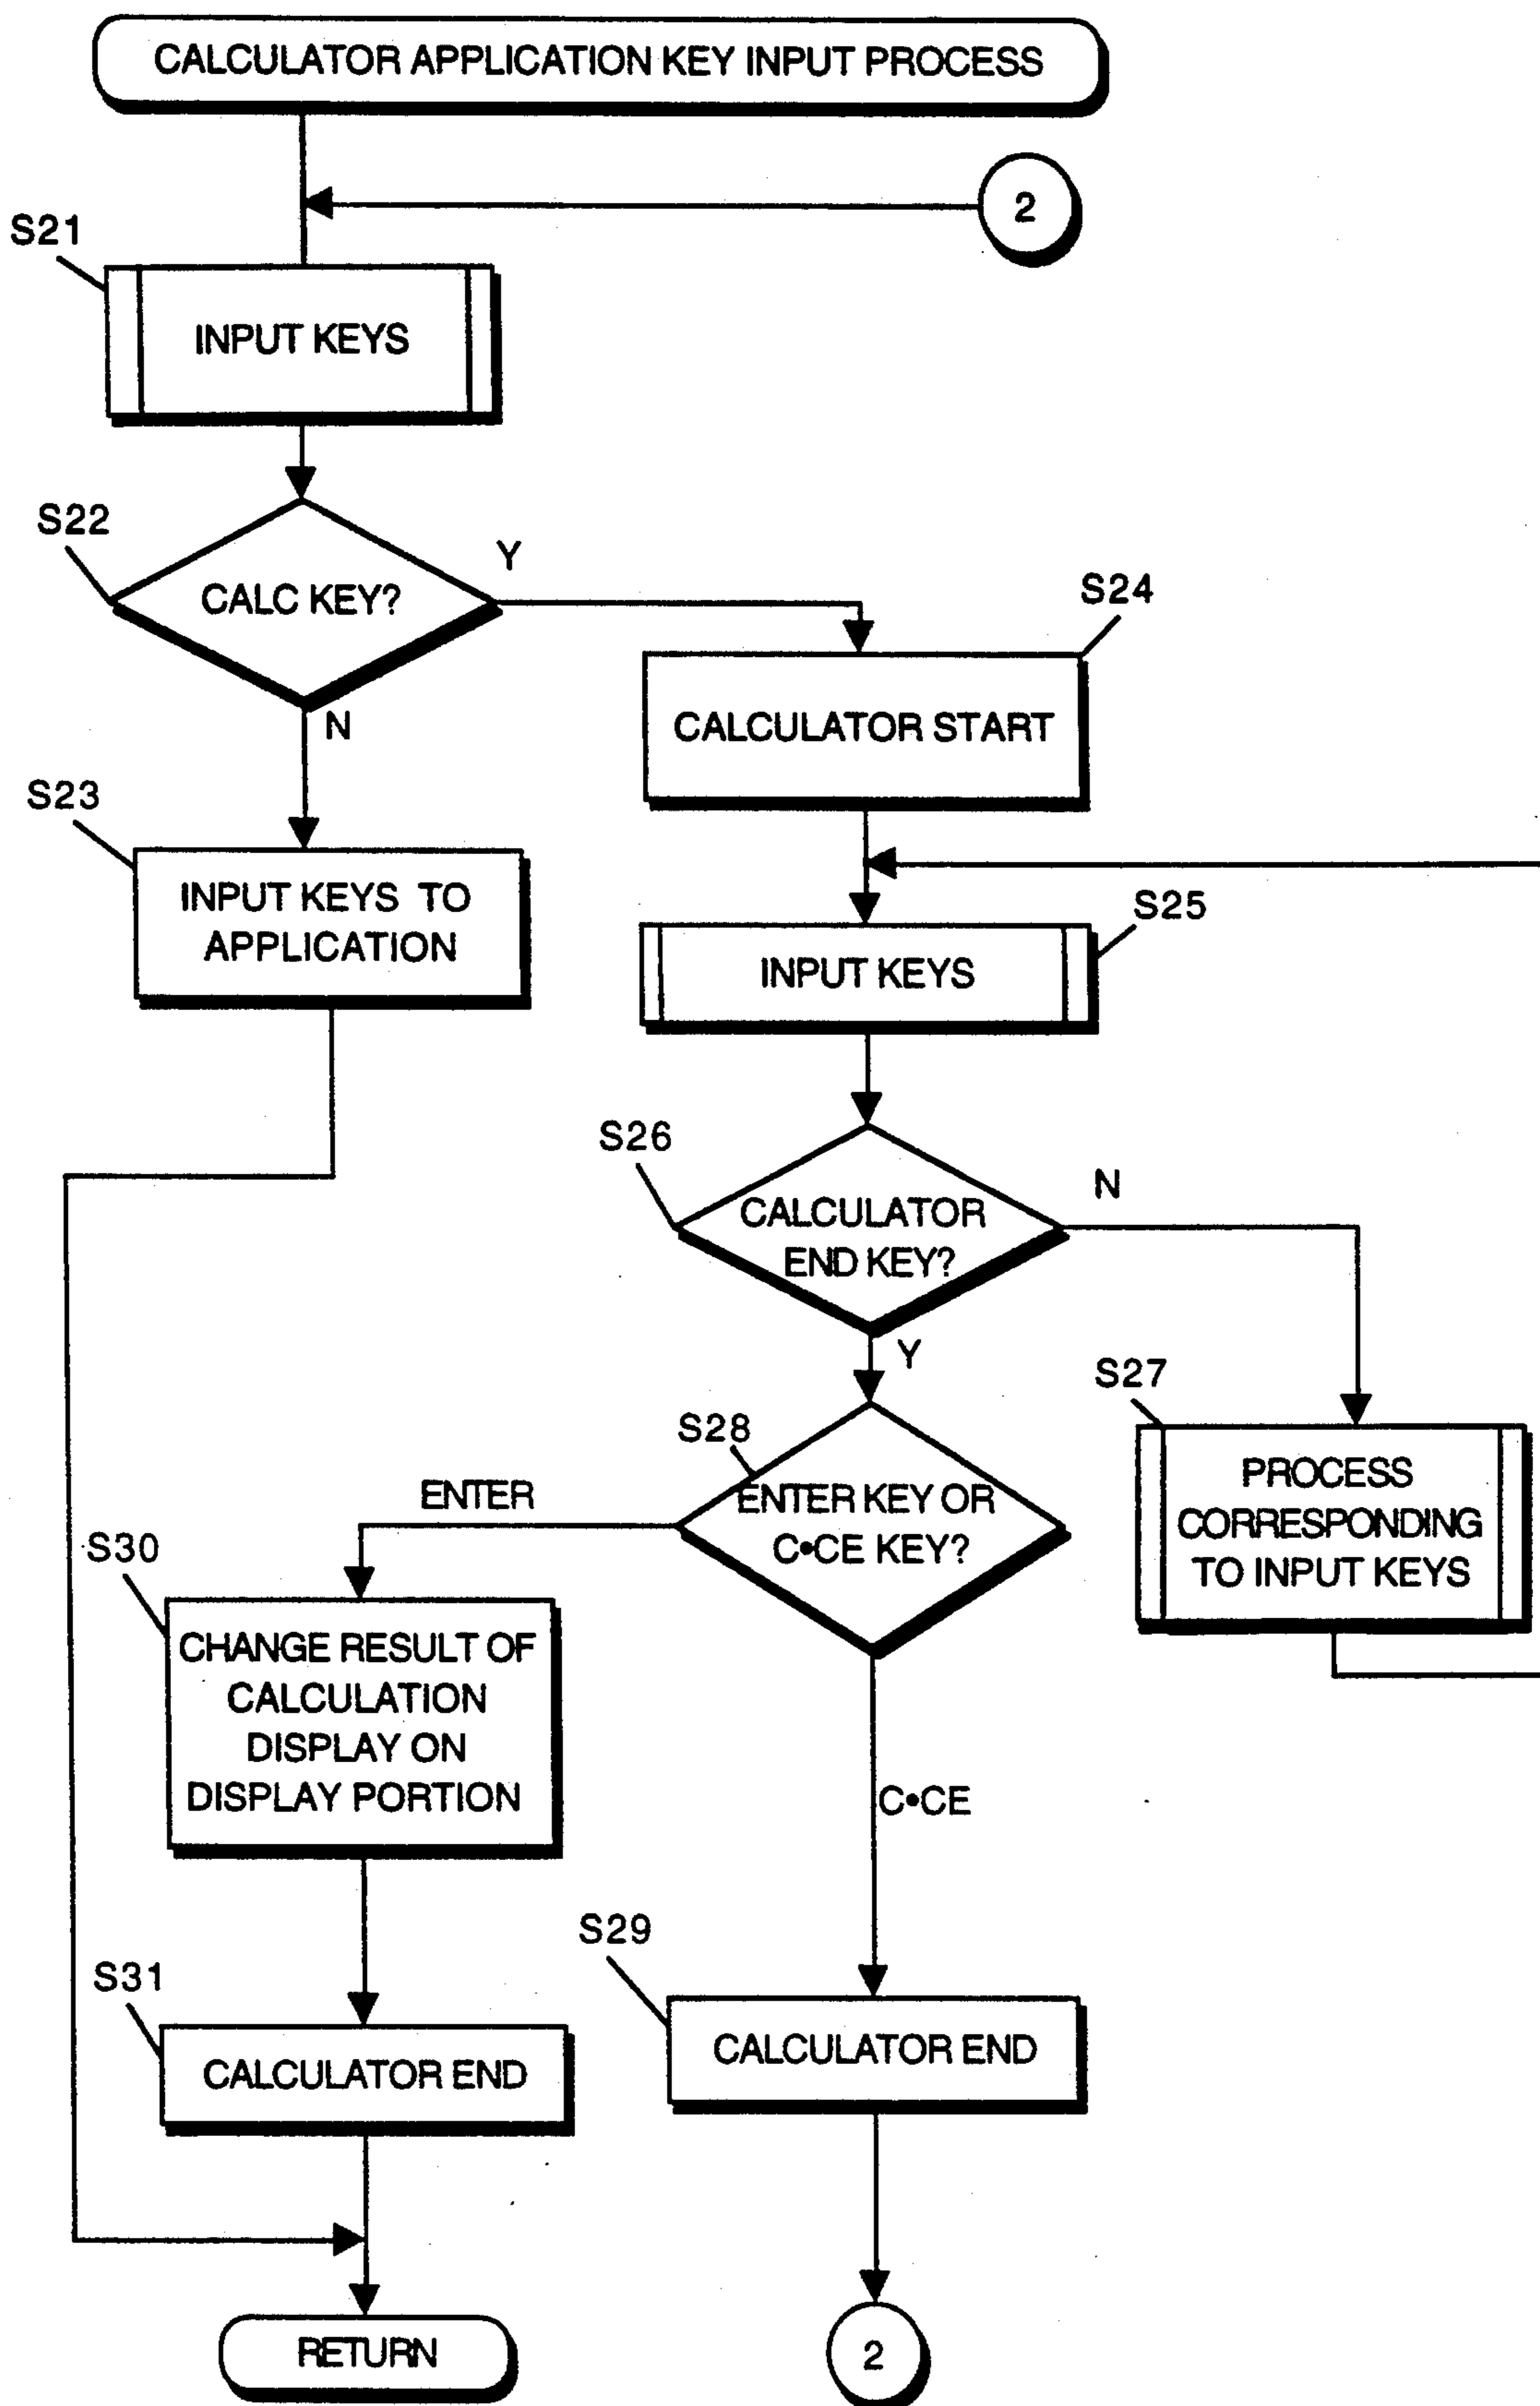 CALCULATOR APPLICATION KEY INPUT PROCESS
2
S21
INPUT KEYS
S22
CALC KEY?
Y
N
S24
CALCULATOR START
S23
INPUT KEYS TO
APPLICATION
S25
INPUT KEYS
S26
CALCULATOR
END KEY?
N
Y
S27
PROCESS
CORRESPONDING
TO INPUT KEYS
S28
ENTER KEY OR
C•CE KEY?
ENTER
S30
CHANGE RESULT OF
CALCULATION
DISPLAY ON
DISPLAY PORTION
C•CE
S29
CALCULATOR END
S31
CALCULATOR END
RETURN
2